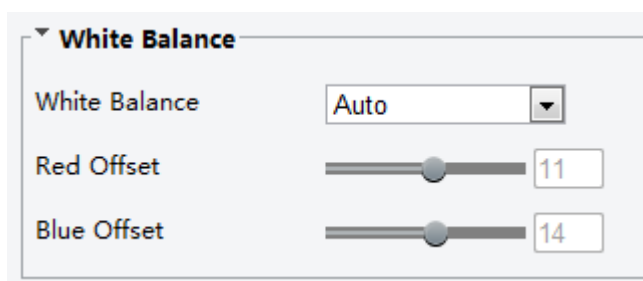 White Balance
White Balance Auto
Red Offset 11
Blue Offset 14